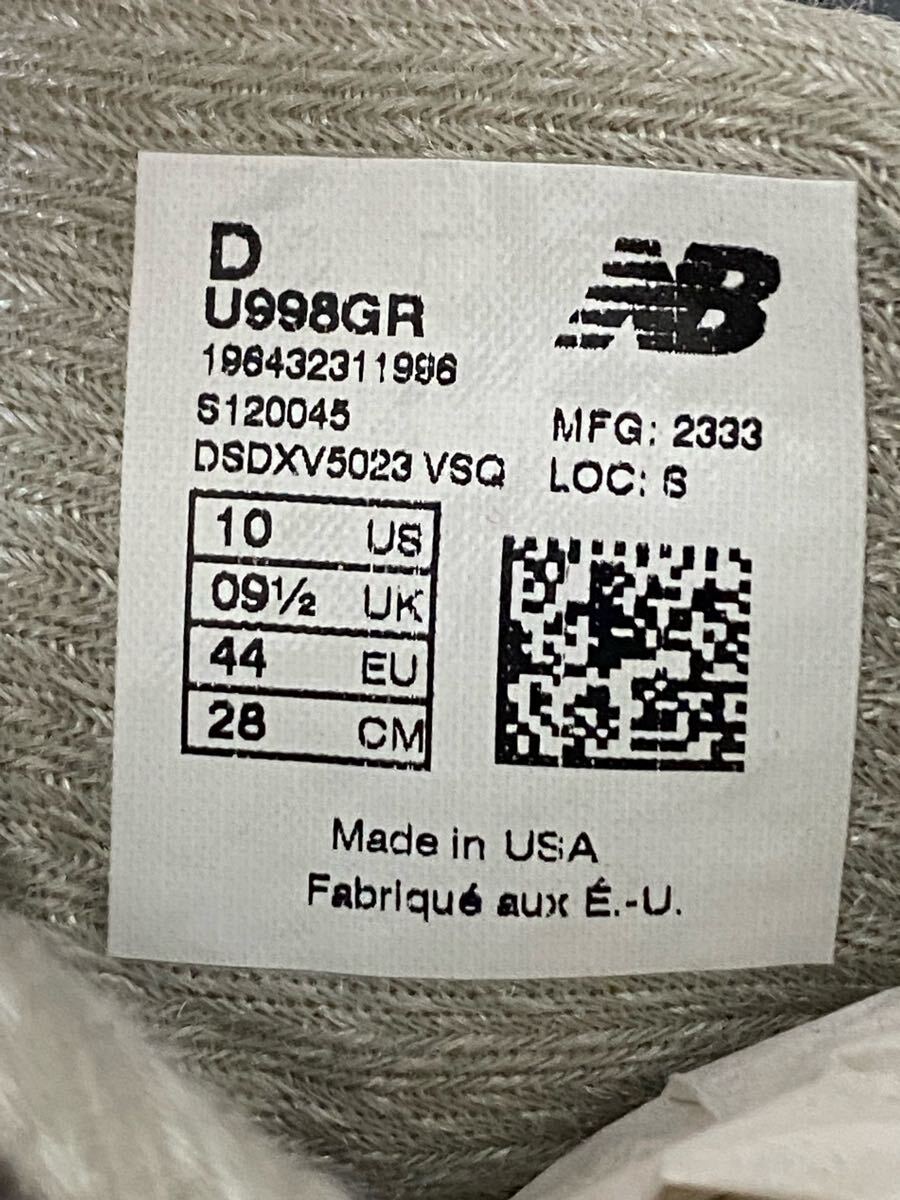 D
U998GR
NB
196432311996
S120045
MFG: 2333
DSDXV5023 VSQ
LOC: S
10 US
09½ UK
44 EU
28 CM
Made in USA
Fabriqué aux É.-U.